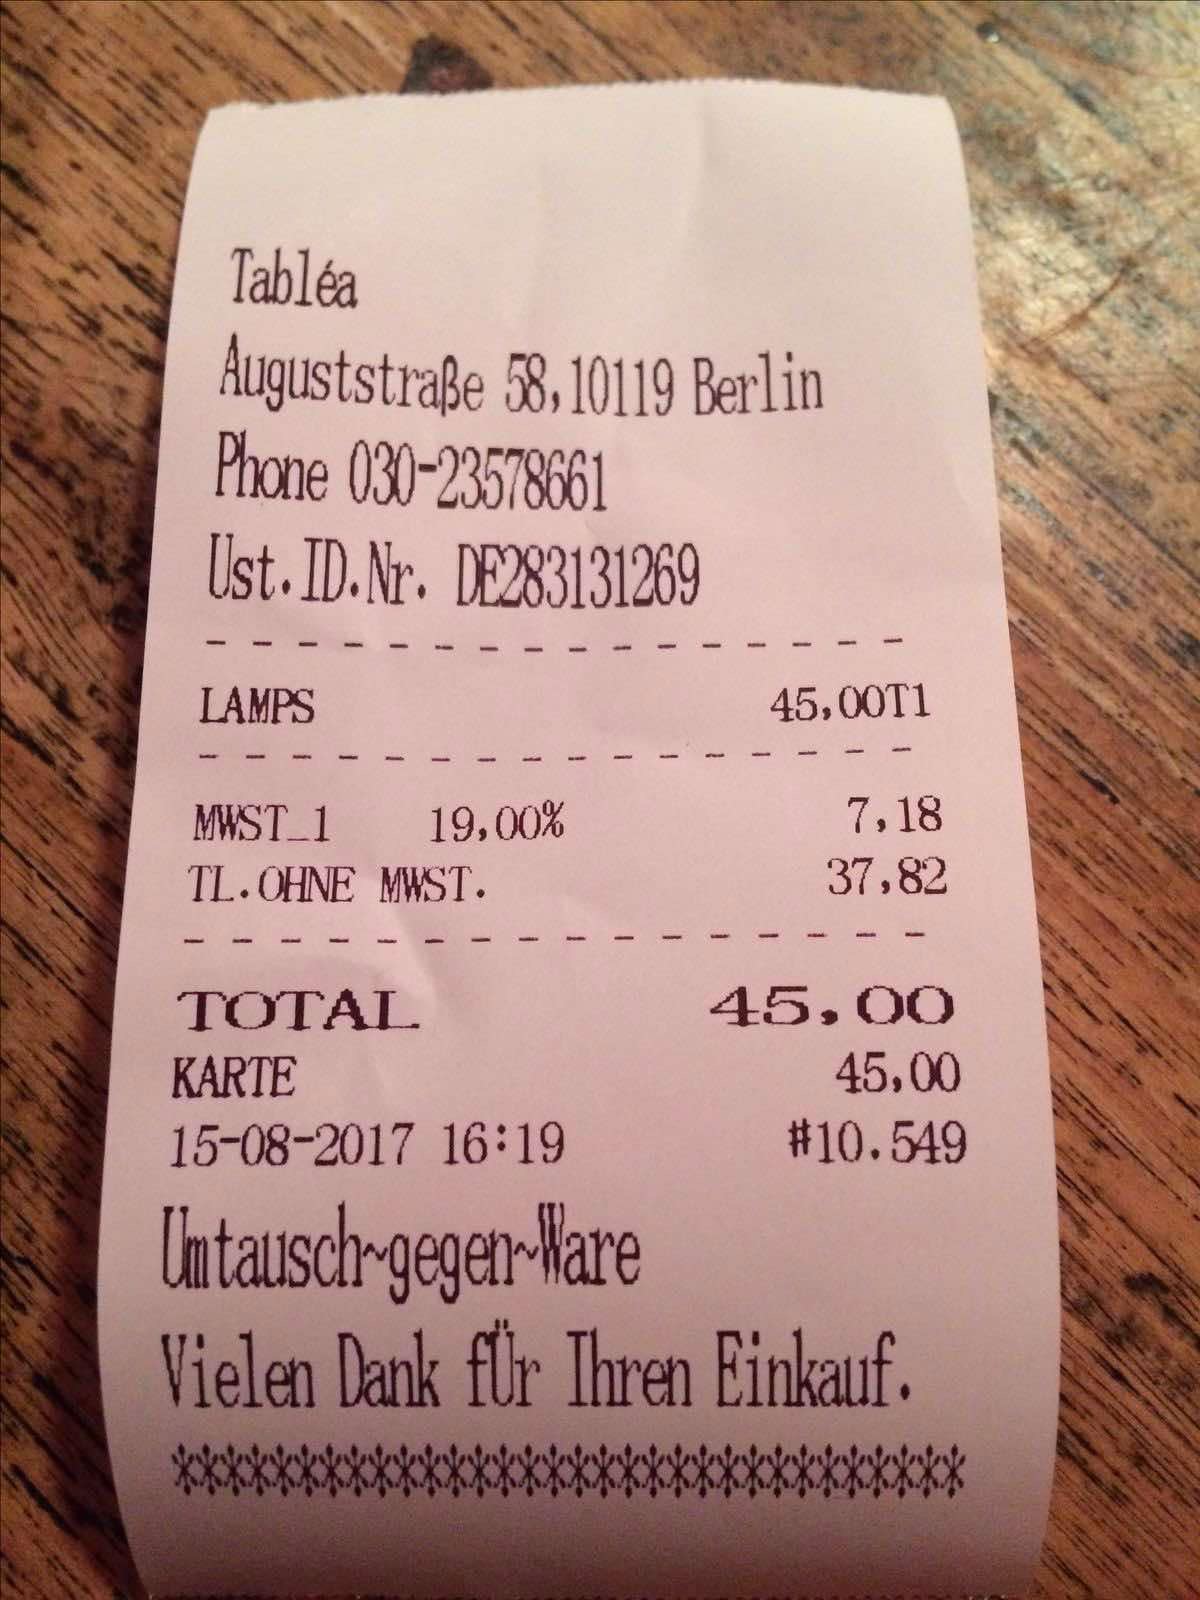 Tabléa
Auguststraße 58,10119 Berlin
Phone 030-23578661
Ust.ID.Nr. DE283131269
- - - - - - - - - - - - - - - -
LAMPS 45,00T1
- - - - - - - - - - - - - - - -
MWST_1 19,00% 7,18
TL.OHNE MWST. 37,82
- - - - - - - - - - - - - - - -
TOTAL 45,00
KARTE 45,00
15-08-2017 16:19 #10.549
Umtausch~gegen~Ware
Vielen Dank fÜr Ihren Einkauf.
********************************